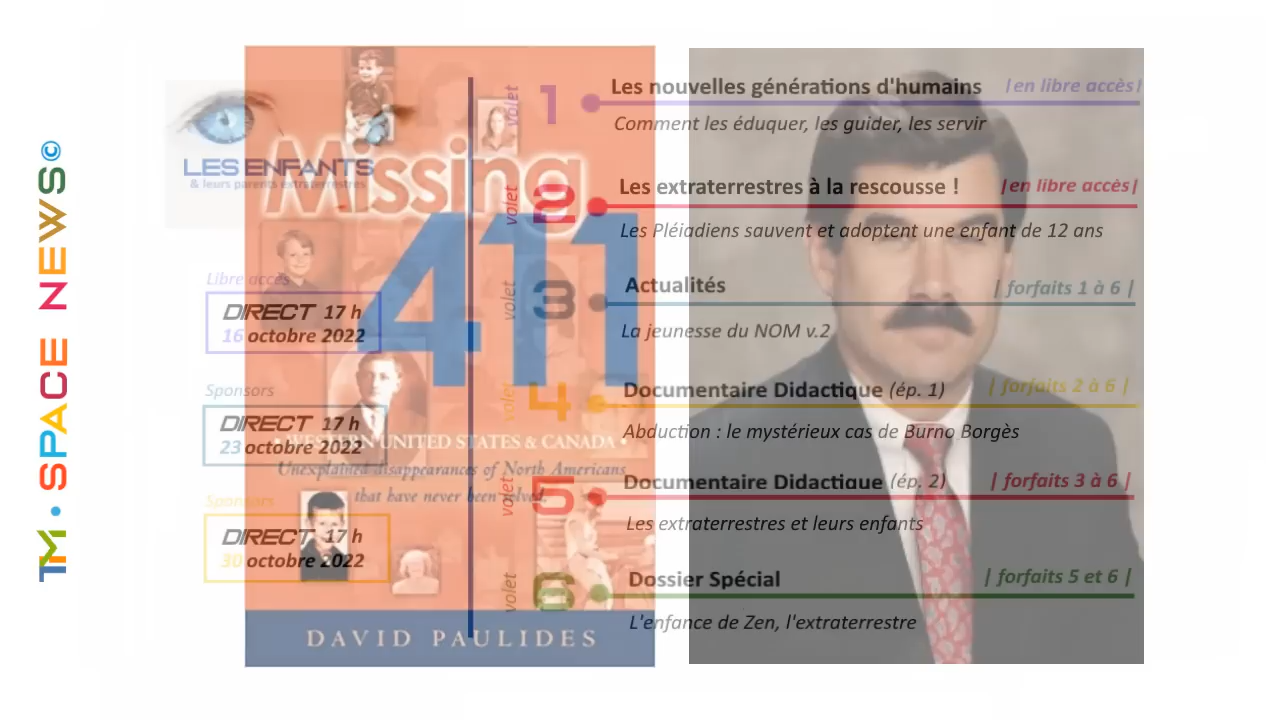 TM • SPACE NEWS©
LES ENFANTS
& leurs parents extraterrestres
Libre accès
DIRECT 17 h
16 octobre 2022
Sponsors
DIRECT 17 h
23 octobre 2022
Sponsors
DIRECT 17 h
30 octobre 2022
Missing
411
• WESTERN UNITED STATES & CANADA •
Unexplained disappearances of North Americans
that have never been solved.
DAVID PAULIDES
volet 1
Les nouvelles générations d'humains |en libre accès|
Comment les éduquer, les guider, les servir
volet 2
Les extraterrestres à la rescousse ! |en libre accès|
Les Pléiadiens sauvent et adoptent une enfant de 12 ans
volet 3
Actualités | forfaits 1 à 6 |
La jeunesse du NOM v.2
volet 4
Documentaire Didactique (ép. 1) | forfaits 2 à 6 |
Abduction : le mystérieux cas de Burno Borgès
volet 5
Documentaire Didactique (ép. 2) | forfaits 3 à 6 |
Les extraterrestres et leurs enfants
volet 6
Dossier Spécial | forfaits 5 et 6 |
L'enfance de Zen, l'extraterrestre